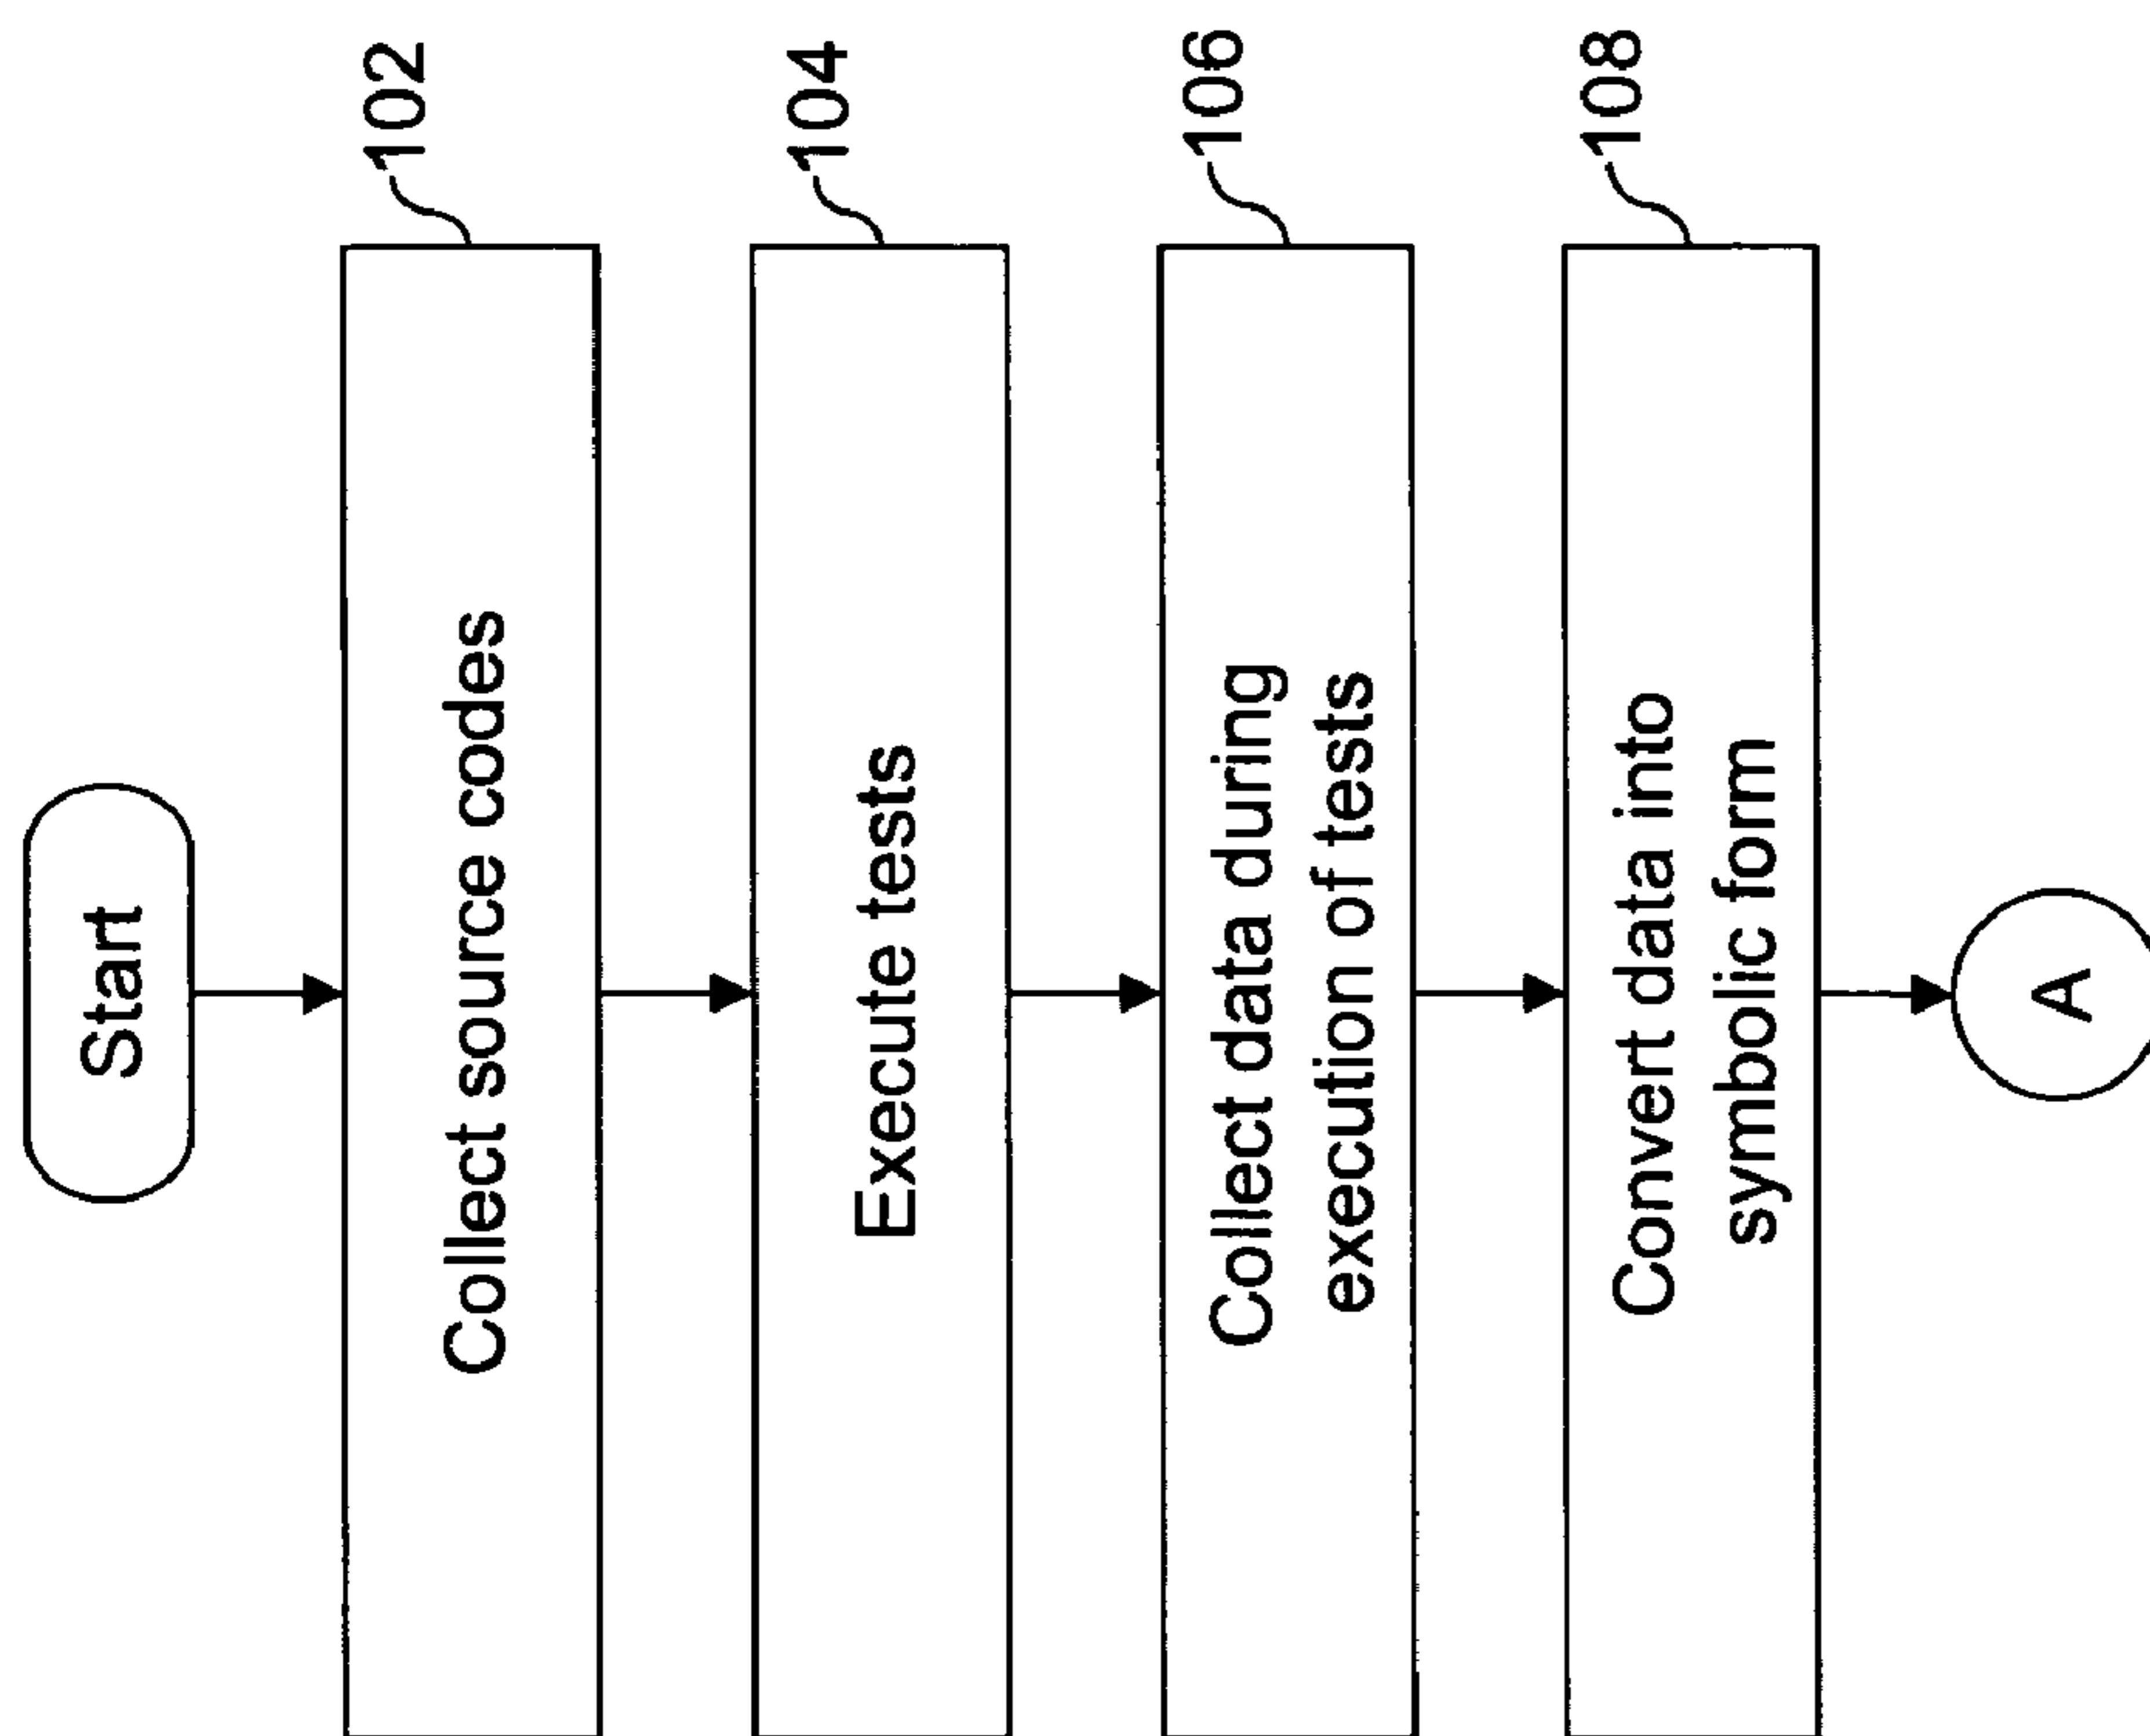 Start
Collect source codes
102
Execute tests
104
Collect data during
execution of tests
106
Convert data into
symbolic form
108
A